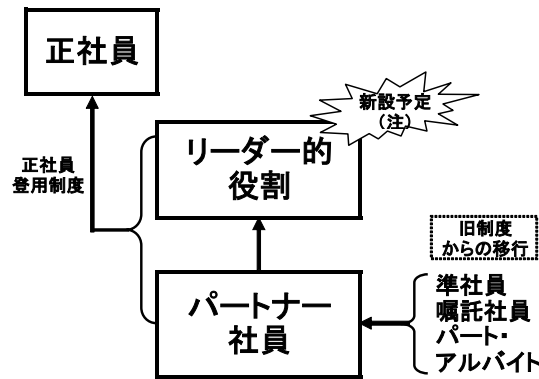 正社員
新設予定
（注）
リーダー的
役割
正社員
登用制度
旧制度
からの移行
パートナー
社員
準社員
嘱託社員
パート・
アルバイト